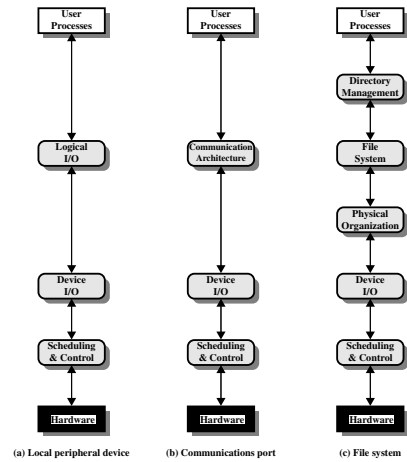 User
Processes
Logical
I/O
Device
I/O
Scheduling
& Control
Hardware
(a) Local peripheral device
User
Processes
Communication
Architecture
Device
I/O
Scheduling
& Control
Hardware
(b) Communications port
User
Processes
Directory
Management
File
System
Physical
Organization
Device
I/O
Scheduling
& Control
Hardware
(c) File system